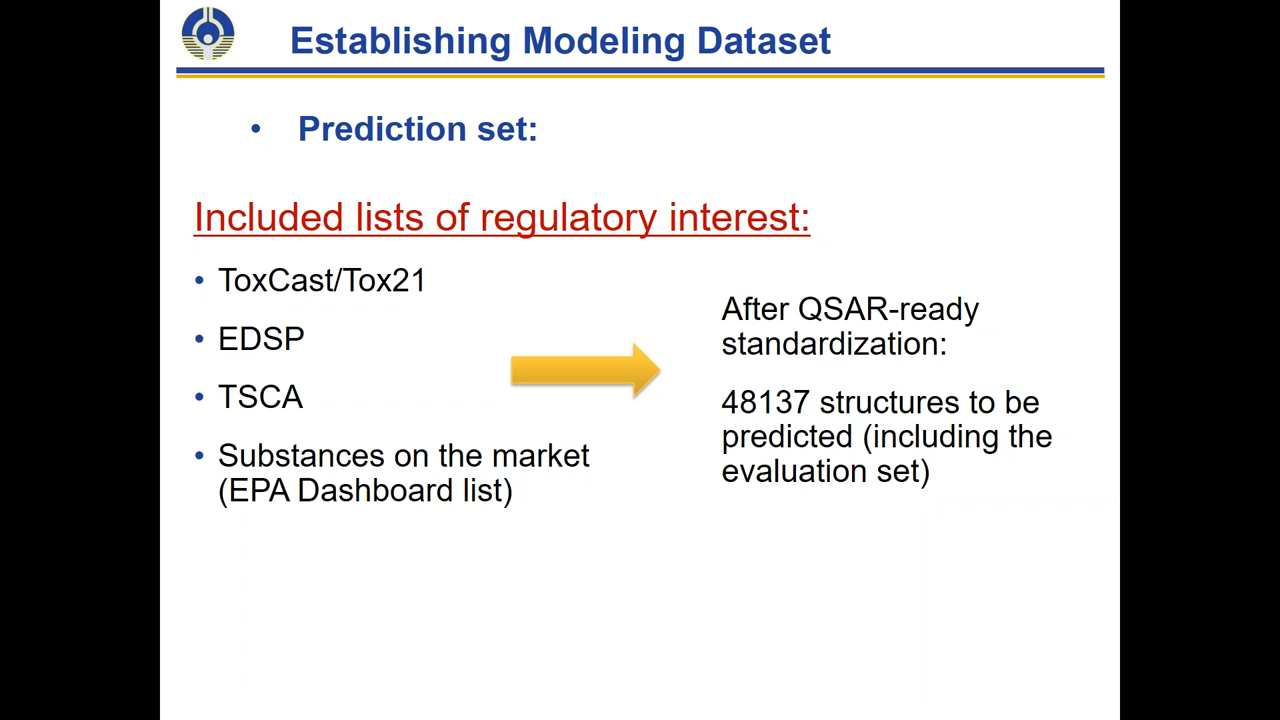 Establishing Modeling Dataset
• Prediction set:
Included lists of regulatory interest:
• ToxCast/Tox21
• EDSP
• TSCA
• Substances on the market
(EPA Dashboard list)
After QSAR-ready
standardization:
48137 structures to be
predicted (including the
evaluation set)